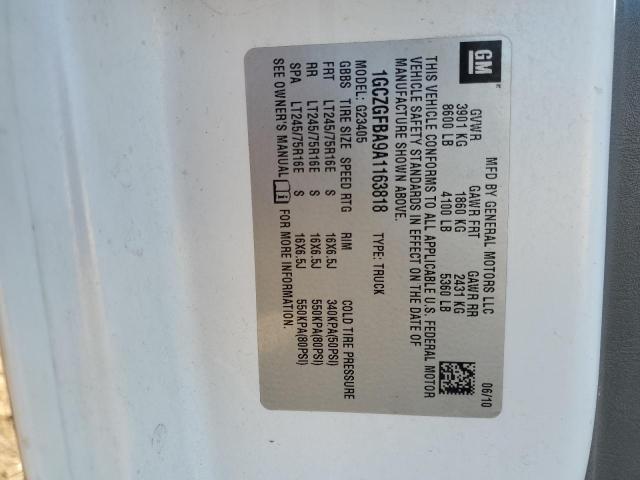 GM
MFD BY GENERAL MOTORS LLC 06/10
GVWR GAWR FRT GAWR RR
3901 KG 1860 KG 2431 KG
8600 LB 4100 LB 5360 LB
THIS VEHICLE CONFORMS TO ALL APPLICABLE U.S. FEDERAL MOTOR
VEHICLE SAFETY STANDARDS IN EFFECT ON THE DATE OF
MANUFACTURE SHOWN ABOVE.
1GCZGFBA9A1163818 TYPE: TRUCK
MODEL: G23405
GBBS TIRE SIZE SPEED RTG RIM COLD TIRE PRESSURE
FRT LT245/75R16E S 16X6.5J 340KPA(50PSI)
RR LT245/75R16E S 16X6.5J 550KPA(80PSI)
SPA LT245/75R16E S 16X6.5J 550KPA(80PSI)
SEE OWNER'S MANUAL FOR MORE INFORMATION.